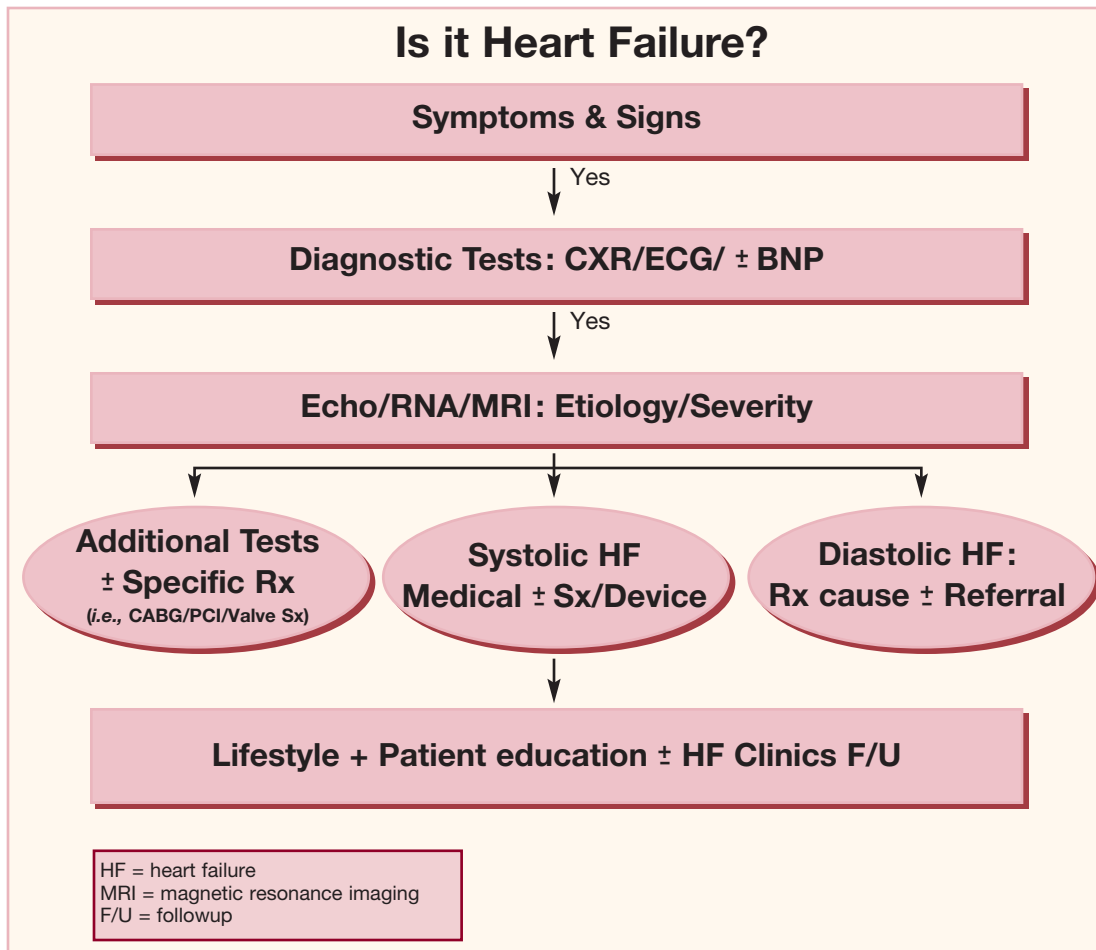 Is it Heart Failure?
Symptoms & Signs
Yes
Diagnostic Tests: CXR/ECG/ ± BNP
Yes
Echo/RNA/MRI: Etiology/Severity
Additional Tests
± Specific Rx
(i.e., CABG/PCI/Valve Sx)
Systolic HF
Medical ± Sx/Device
Diastolic HF:
Rx cause ± Referral
Lifestyle + Patient education ± HF Clinics F/U
HF = heart failure
MRI = magnetic resonance imaging
F/U = followup